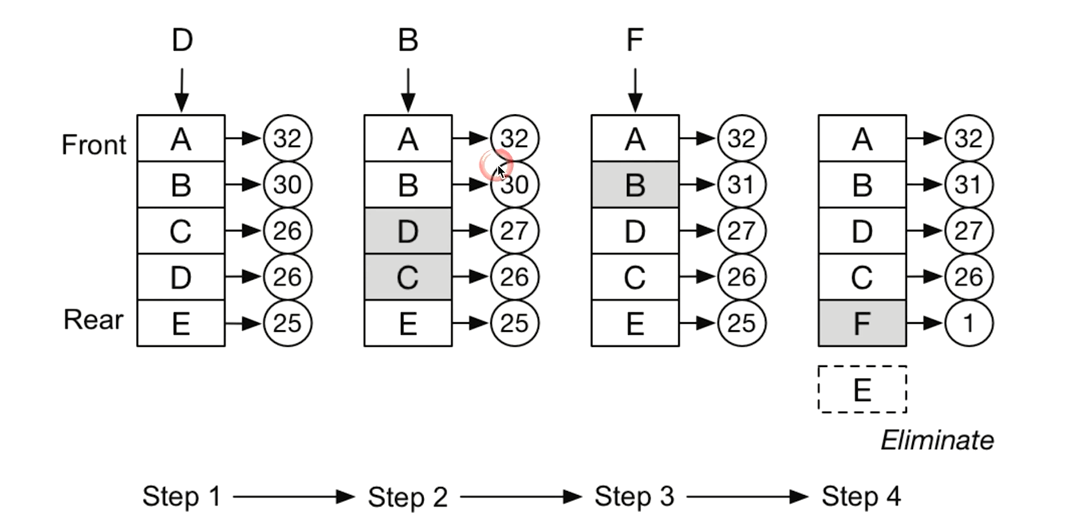 D B F
Front A 32 A 32 A 32 A 32
B 30 B 30 B 31 B 31
C 26 D 27 D 27 D 27
D 26 C 26 C 26 C 26
Rear E 25 E 25 E 25 F 1
E
Eliminate
Step 1 Step 2 Step 3 Step 4